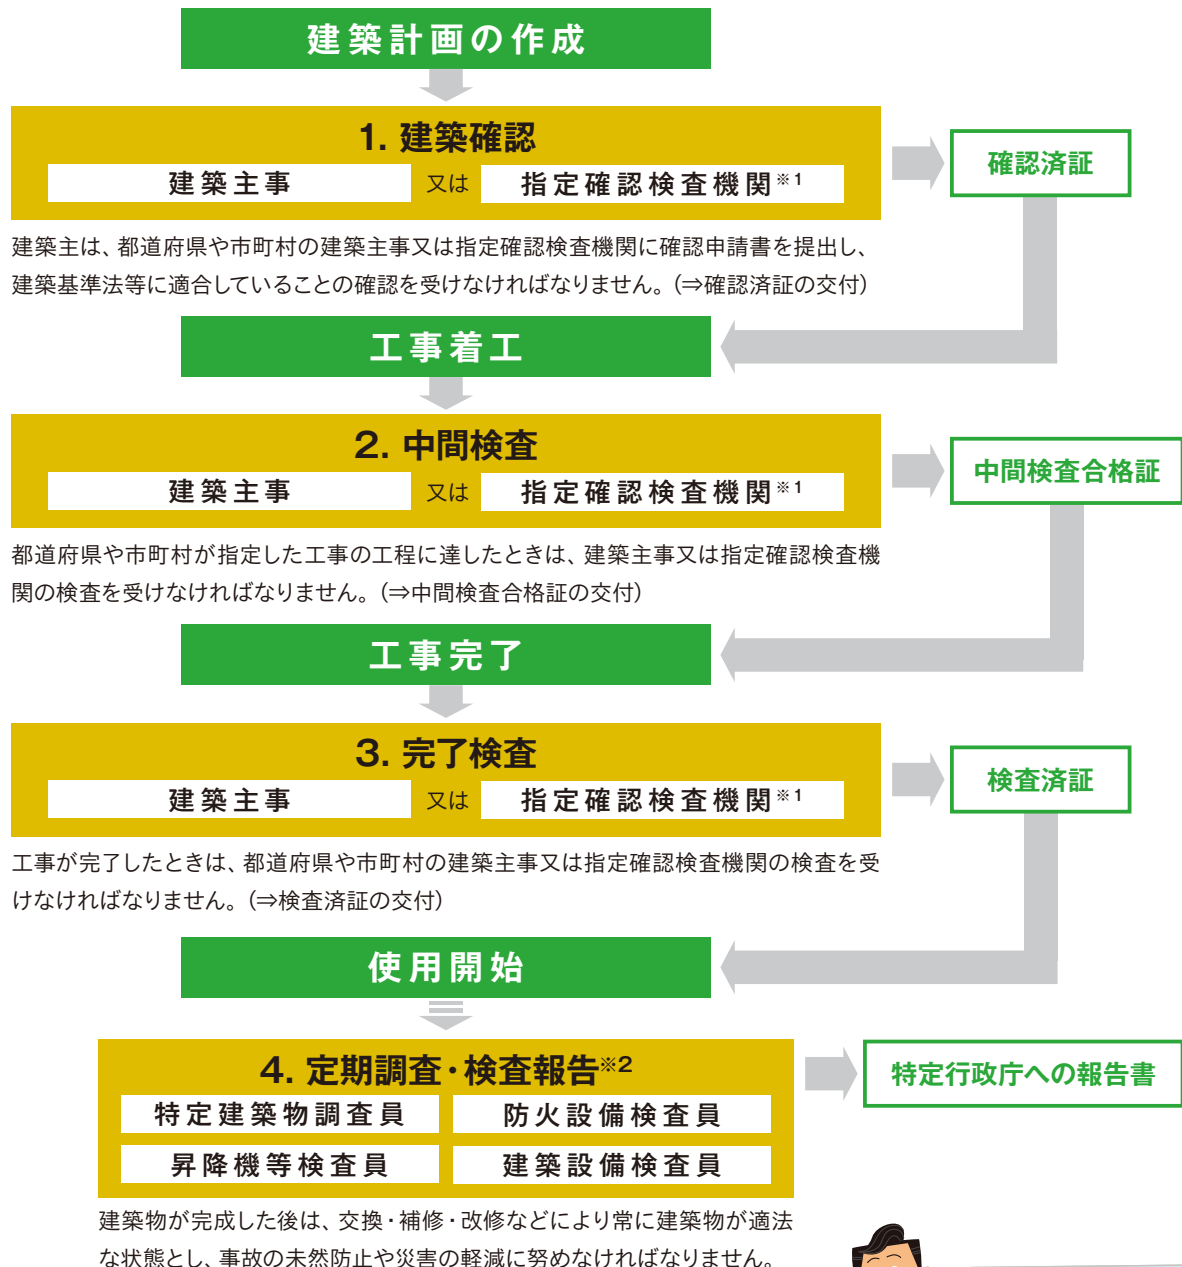 建築計画の作成
1. 建築確認
建築主事 又は 指定確認検査機関※1
確認済証
建築主は、都道府県や市町村の建築主事又は指定確認検査機関に確認申請書を提出し、
建築基準法等に適合していることの確認を受けなければなりません。(⇒確認済証の交付)
工事着工
2. 中間検査
建築主事 又は 指定確認検査機関※1
中間検査合格証
都道府県や市町村が指定した工事の工程に達したときは、建築主事又は指定確認検査機
関の検査を受けなければなりません。(⇒中間検査合格証の交付)
工事完了
3. 完了検査
建築主事 又は 指定確認検査機関※1
検査済証
工事が完了したときは、都道府県や市町村の建築主事又は指定確認検査機関の検査を受
けなければなりません。(⇒検査済証の交付)
使用開始
4. 定期調査・検査報告※2
特定建築物調査員 防火設備検査員
昇降機等検査員 建築設備検査員
特定行政庁への報告書
建築物が完成した後は、交換・補修・改修などにより常に建築物が適法
な状態とし、事故の未然防止や災害の軽減に努めなければなりません。